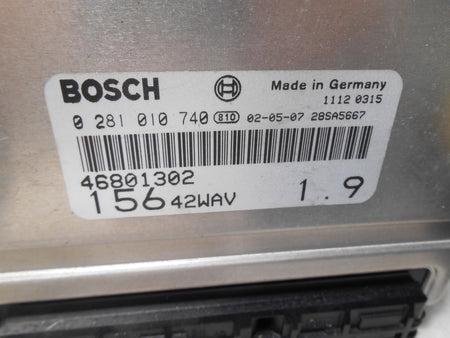 BOSCH Made in Germany
1112 0315
0 281 010 740 810 02-05-07 28SA5667
46801302
156 42WAV 1.9